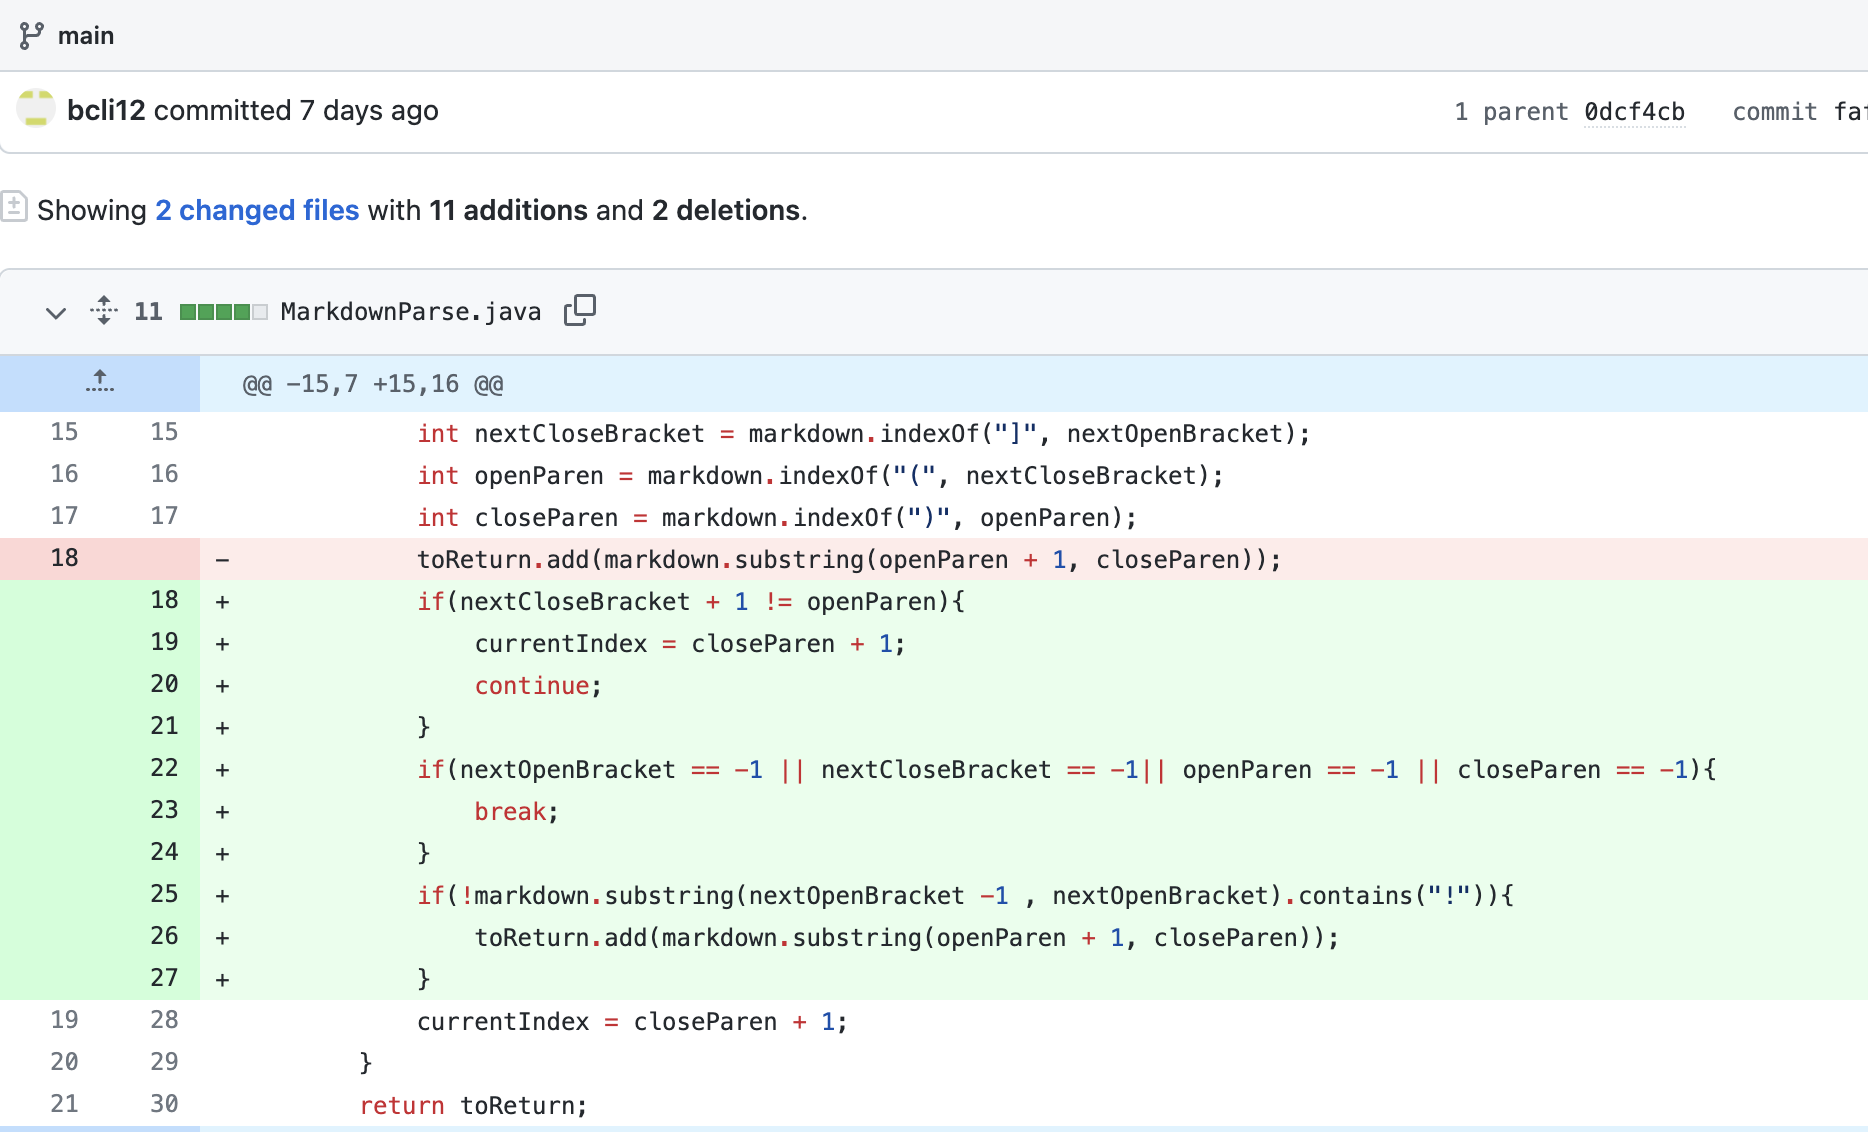 main
bcli12 committed 7 days ago
1 parent 0dcf4cb commit faf
Showing 2 changed files with 11 additions and 2 deletions.
11 MarkdownParse.java
@@ -15,7 +15,16 @@
15 15 int nextCloseBracket = markdown.indexOf("]", nextOpenBracket);
16 16 int openParen = markdown.indexOf("(", nextCloseBracket);
17 17 int closeParen = markdown.indexOf(")", openParen);
18 - toReturn.add(markdown.substring(openParen + 1, closeParen));
18 + if(nextCloseBracket + 1 != openParen){
19 + currentIndex = closeParen + 1;
20 + continue;
21 + }
22 + if(nextOpenBracket == -1 || nextCloseBracket == -1|| openParen == -1 || closeParen == -1){
23 + break;
24 + }
25 + if(!markdown.substring(nextOpenBracket -1 , nextOpenBracket).contains("!")){
26 + toReturn.add(markdown.substring(openParen + 1, closeParen));
27 + }
19 28 currentIndex = closeParen + 1;
20 29 }
21 30 return toReturn;